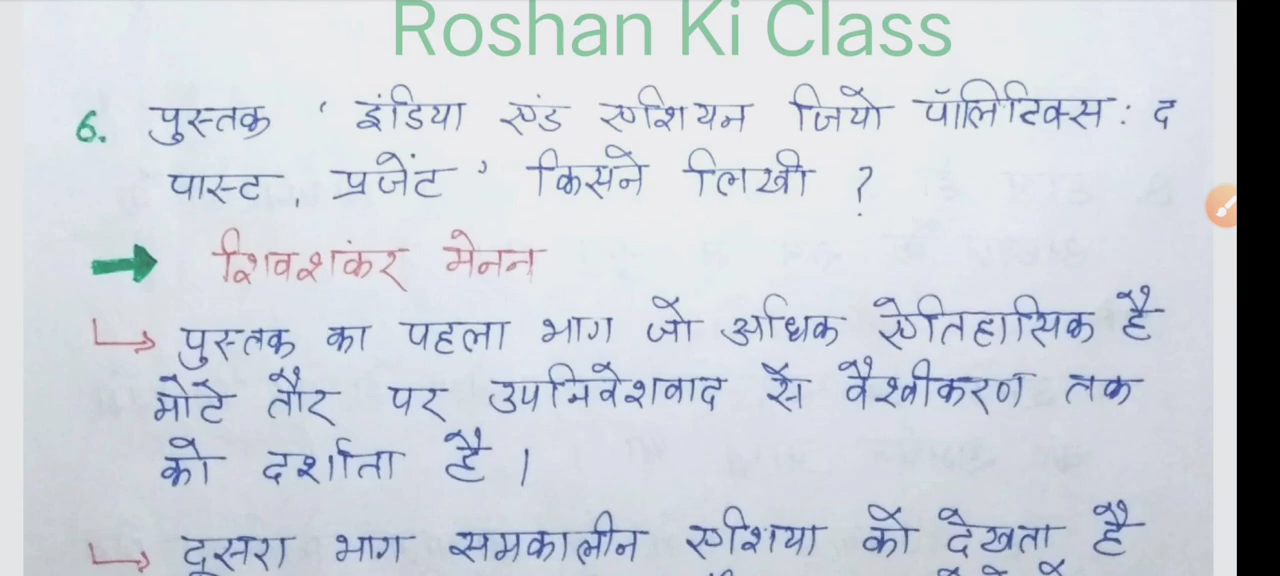 Roshan Ki Class
6. पुस्तक ' इंडिया एंड एशियन जियो पॉलिटिक्स : द
पास्ट, प्रजेंट ' किसने लिखी ?
शिवशंकर मेनन
पुस्तक का पहला भाग जो अधिक ऐतिहासिक है
मोटे तौर पर उपनिवेशवाद से वैश्वीकरण तक
को दर्शाता है ।
दूसरा भाग समकालीन एशिया को देखता है